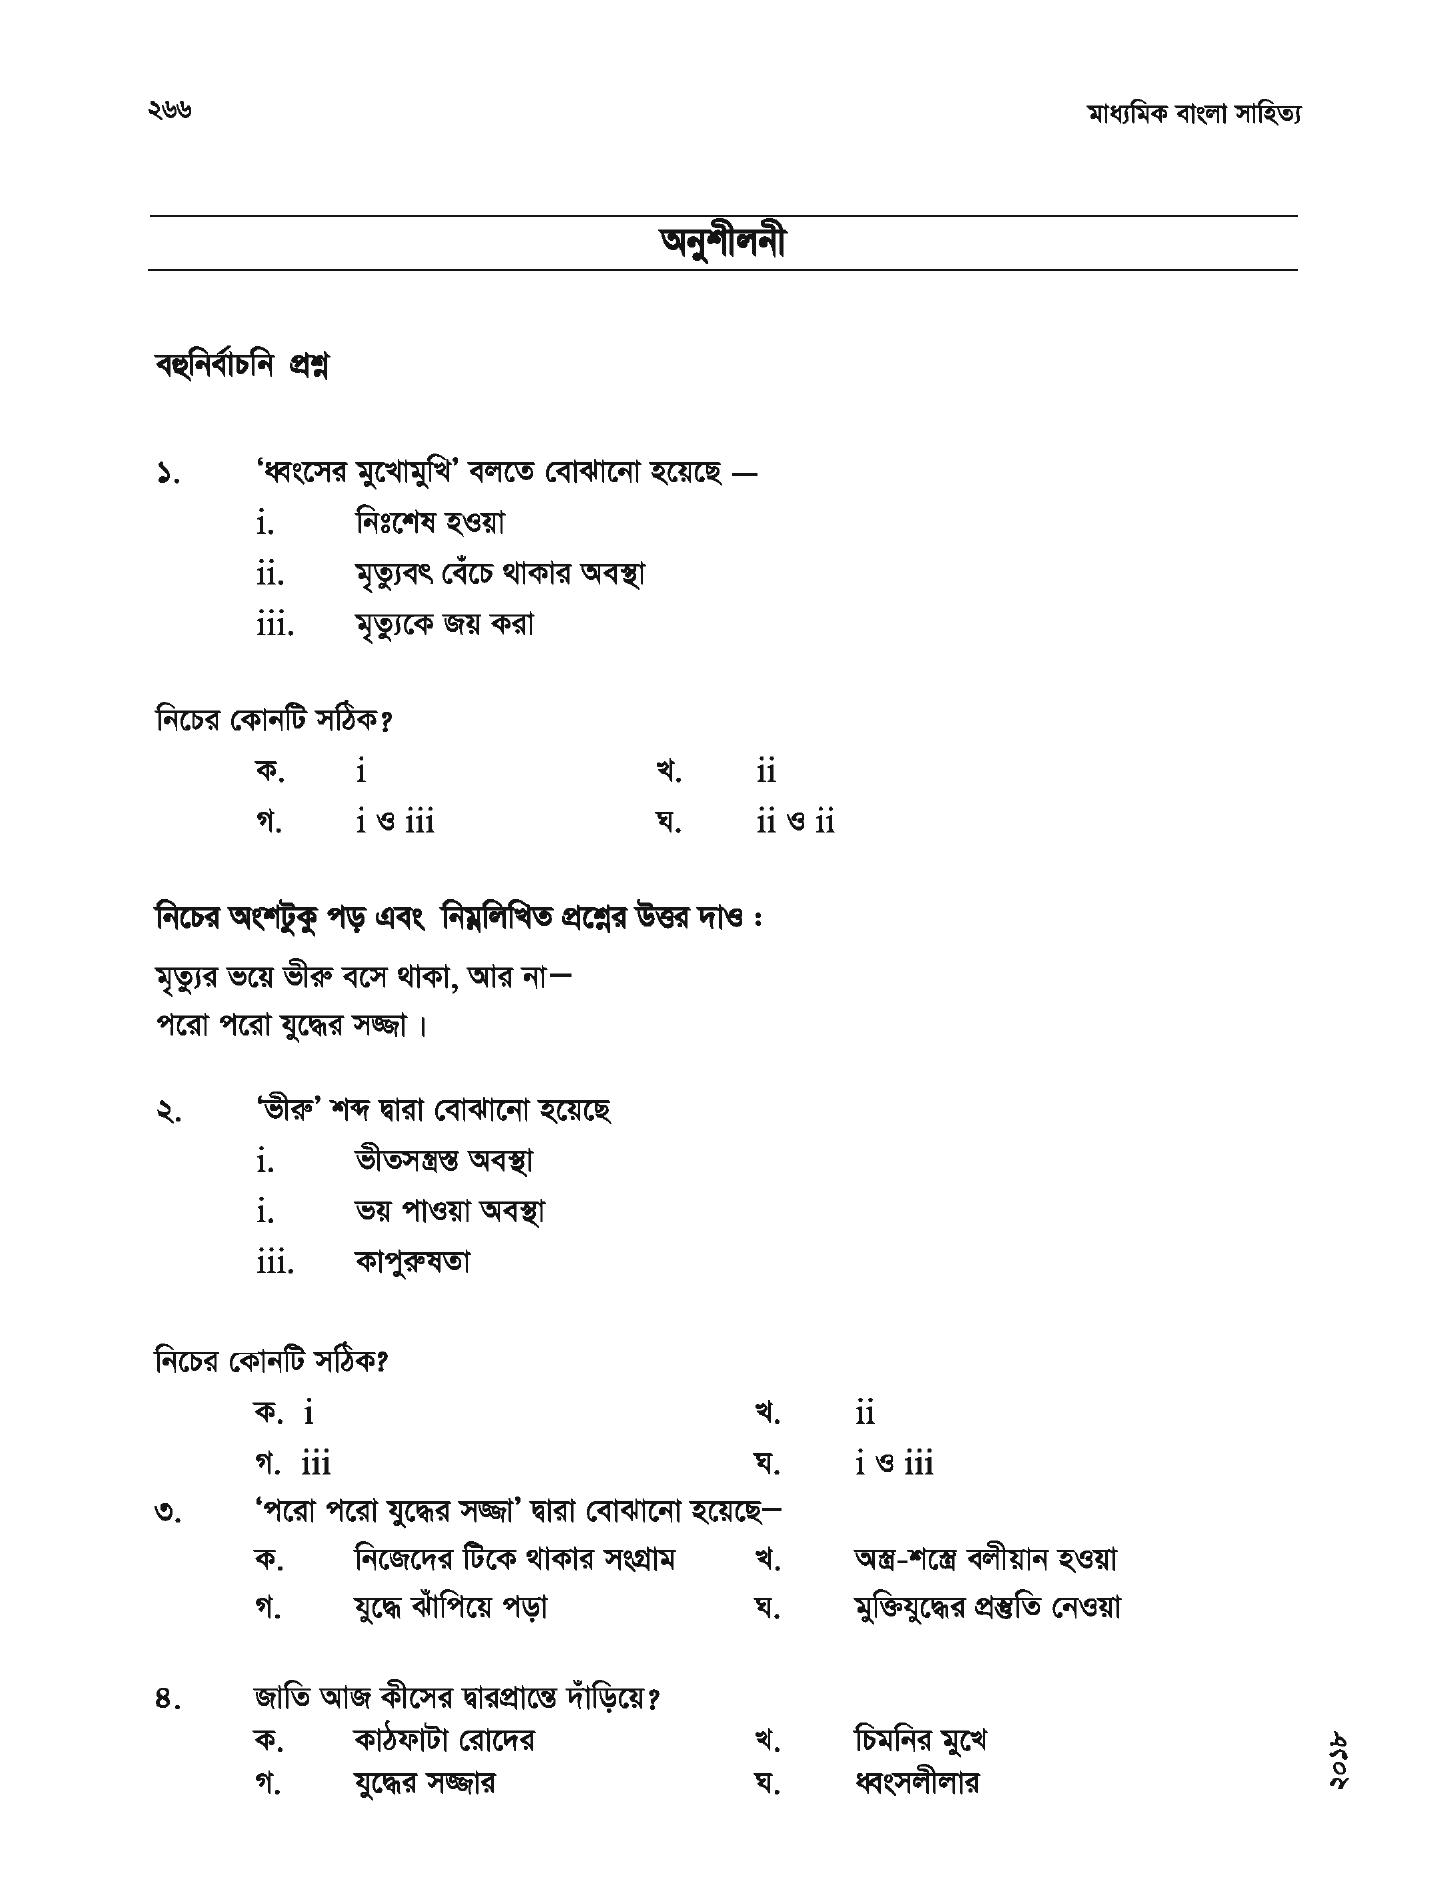 ২৬৬ মাধ্যমিক বাংলা সাহিত্য
অনুশীলনী
বহুনির্বাচনি প্রশ্ন
১. ‘ধ্বংসের মুখোমুখি’ বলতে বোঝানো হয়েছে —
i. নিঃশেষ হওয়া
ii. মৃত্যুবৎ বেঁচে থাকার অবস্থা
iii. মৃত্যুকে জয় করা
নিচের কোনটি সঠিক?
ক. i খ. ii
গ. i ও iii ঘ. ii ও ii
নিচের অংশটুকু পড় এবং নিম্নলিখিত প্রশ্নের উত্তর দাও :
মৃত্যুর ভয়ে ভীরু বসে থাকা, আর না—
পরো পরো যুদ্ধের সজ্জা।
২. ‘ভীরু’ শব্দ দ্বারা বোঝানো হয়েছে
i. ভীতসন্ত্রস্ত অবস্থা
i. ভয় পাওয়া অবস্থা
iii. কাপুরুষতা
নিচের কোনটি সঠিক?
ক. i খ. ii
গ. iii ঘ. i ও iii
৩. ‘পরো পরো যুদ্ধের সজ্জা’ দ্বারা বোঝানো হয়েছে—
ক. নিজেদের টিকে থাকার সংগ্রাম খ. অস্ত্র-শস্ত্রে বলীয়ান হওয়া
গ. যুদ্ধে ঝাঁপিয়ে পড়া ঘ. মুক্তিযুদ্ধের প্রস্তুতি নেওয়া
৪. জাতি আজ কীসের দ্বারপ্রান্তে দাঁড়িয়ে?
ক. কাঠফাটা রোদের খ. চিমনির মুখে
গ. যুদ্ধের সজ্জার ঘ. ধ্বংসলীলার
২০১৮